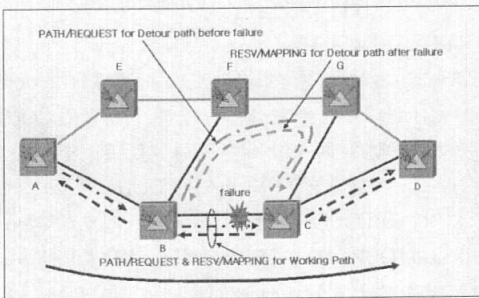 PATH/REQUEST for Detour path before failure
RESV/MAPPING for Detour path after failure
E
F
G
A
D
failure
B
C
PATH/REQUEST & RESV/MAPPING for Working Path